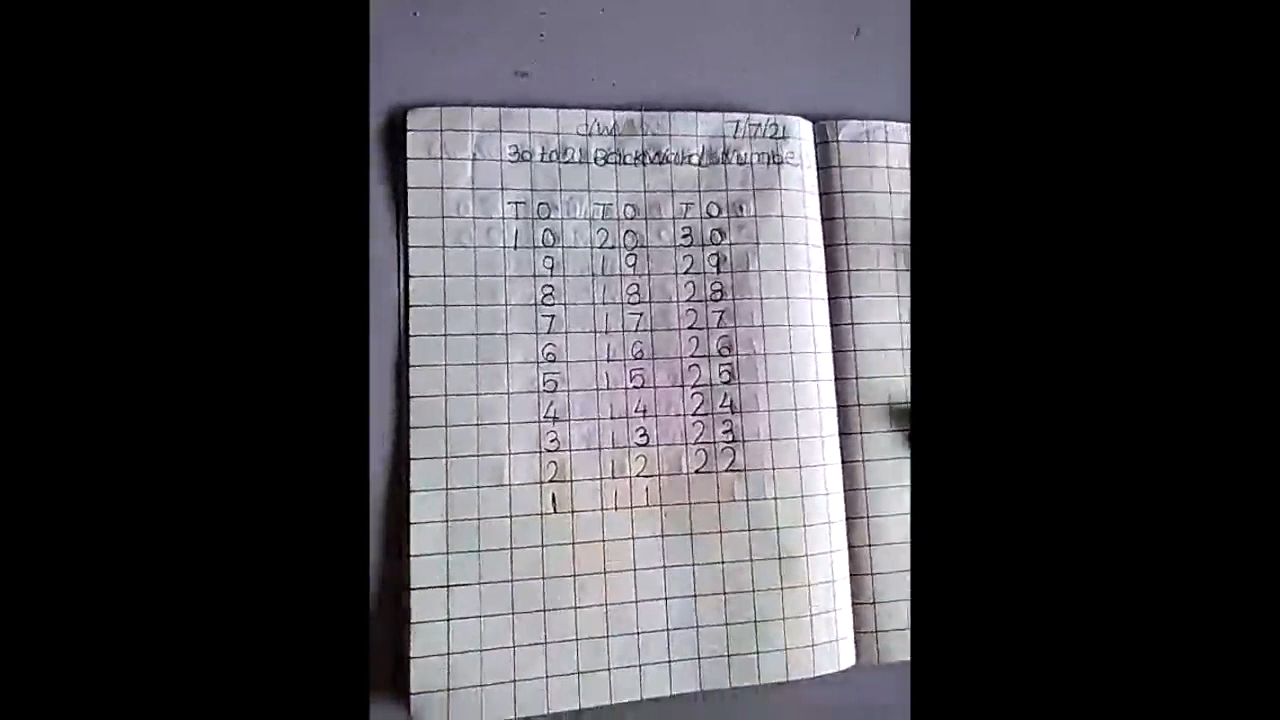 c/w 7/7/21
30 to 21 BackWards Number
T O T O T O
1 0 2 0 3 0
9 1 9 2 9
8 1 8 2 8
7 1 7 2 7
6 1 6 2 6
5 1 5 2 5
4 1 4 2 4
3 1 3 2 3
2 1 2 2 2
1 1 1